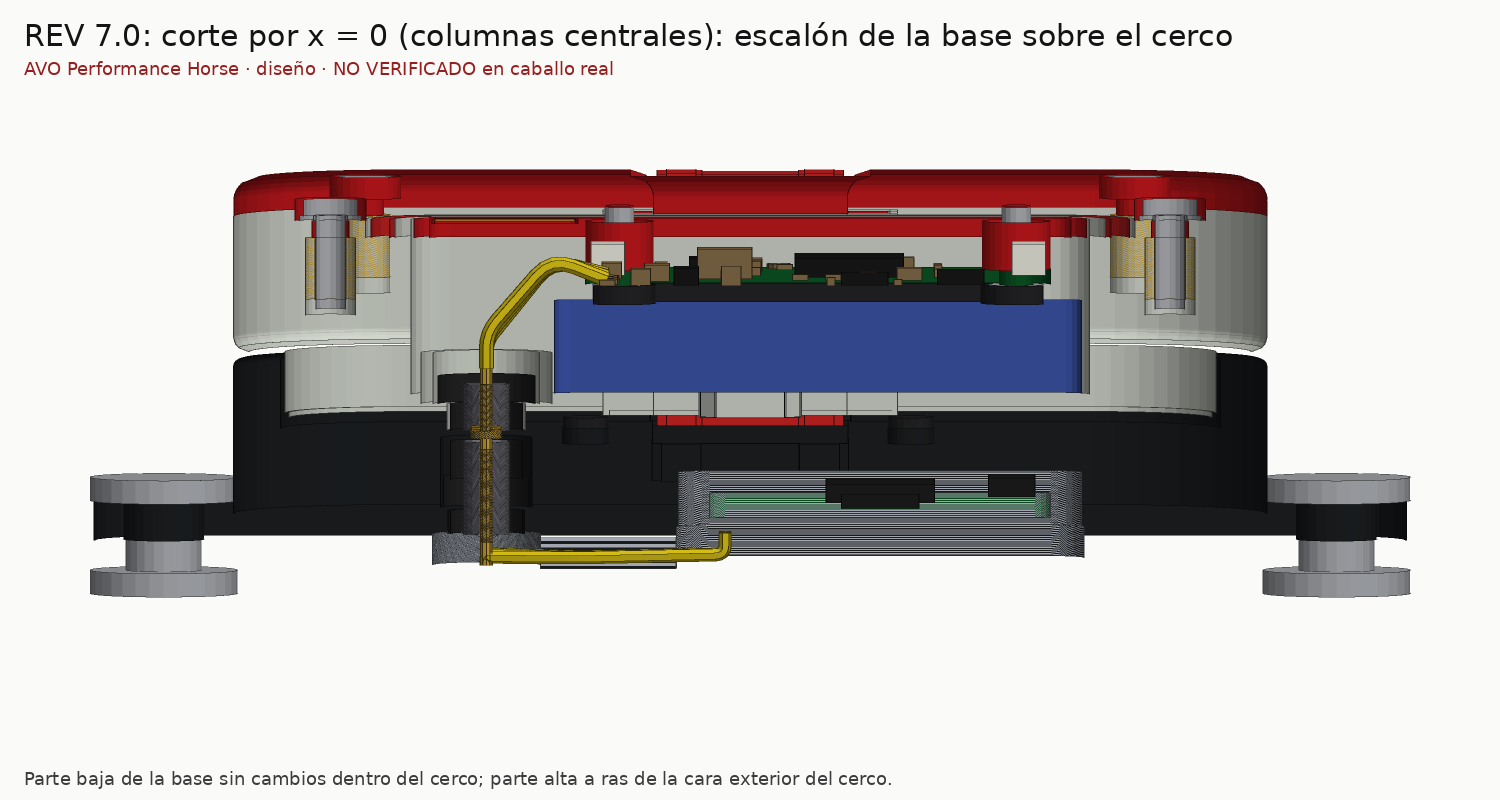 REV 7.0: corte por x = 0 (columnas centrales): escalón de la base sobre el cerco
AVO Performance Horse · diseño · NO VERIFICADO en caballo real
Parte baja de la base sin cambios dentro del cerco; parte alta a ras de la cara exterior del cerco.